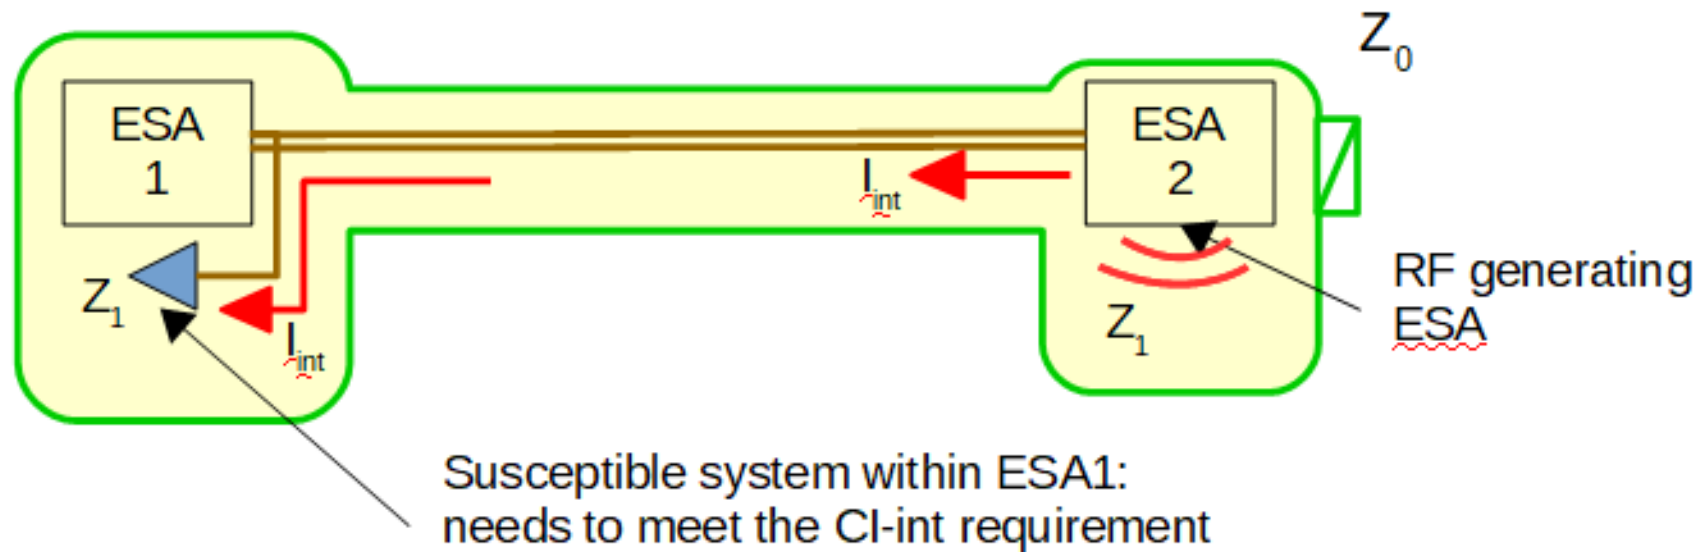 Z0
ESA
1
ESA
2
Iint
Z1
Iint
Z1
RF generating
ESA
Susceptible system within ESA1:
needs to meet the CI-int requirement